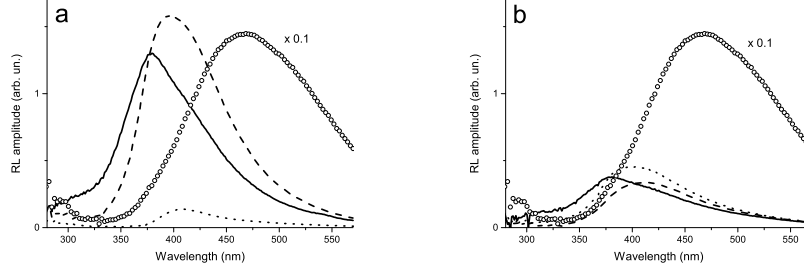 a
x 0.1
RL amplitude (arb. un.)
1
0
300 350 400 450 500 550
Wavelength (nm)
b
x 0.1
RL amplitude (arb. un.)
1
0
300 350 400 450 500 550
Wavelength (nm)